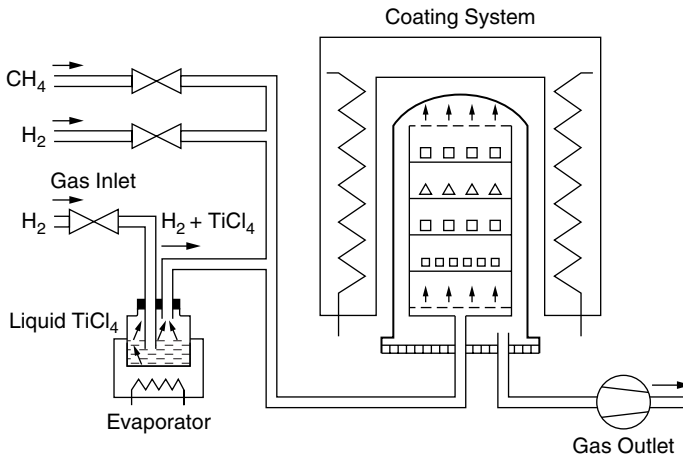 Coating System
CH₄
H₂
Gas Inlet
H₂
H₂ + TiCl₄
Liquid TiCl₄
Evaporator
Gas Outlet